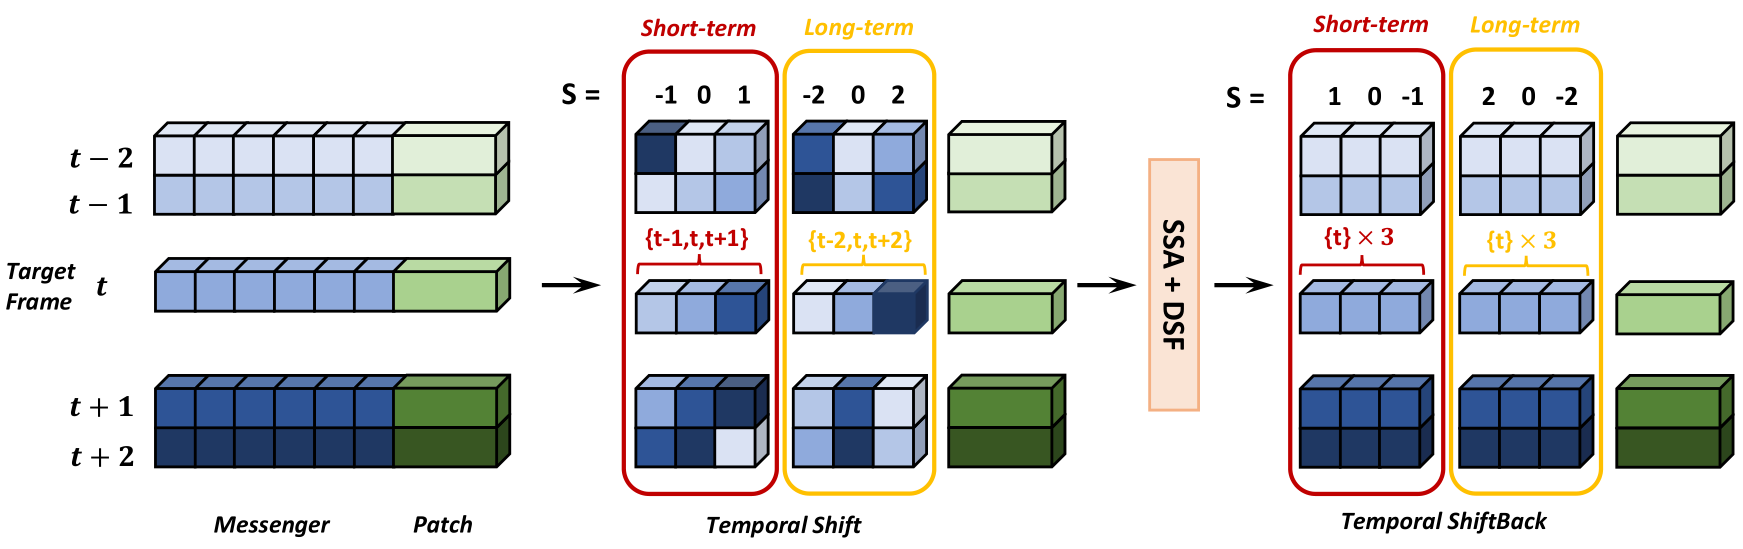 Short-term Long-term Short-term Long-term
S = -1 0 1 -2 0 2 S = 1 0 -1 2 0 -2
t − 2
t − 1
{t-1,t,t+1} {t-2,t,t+2} {t} × 3 {t} × 3
Target
Frame t
SSA + DSF
t + 1
t + 2
Messenger Patch Temporal Shift Temporal ShiftBack